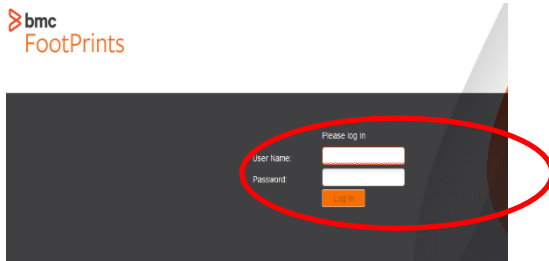 bmc
FootPrints
Please log in
User Name:
Password:
Log In